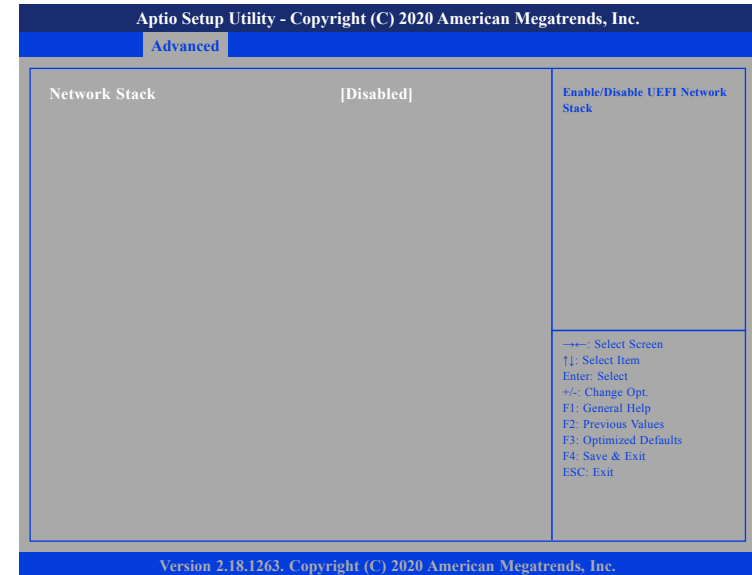 Aptio Setup Utility - Copyright (C) 2020 American Megatrends, Inc.
Advanced
Network Stack [Disabled]
Enable/Disable UEFI Network
Stack
→←: Select Screen
↑↓: Select Item
Enter: Select
+/-: Change Opt.
F1: General Help
F2: Previous Values
F3: Optimized Defaults
F4: Save & Exit
ESC: Exit
Version 2.18.1263. Copyright (C) 2020 American Megatrends, Inc.